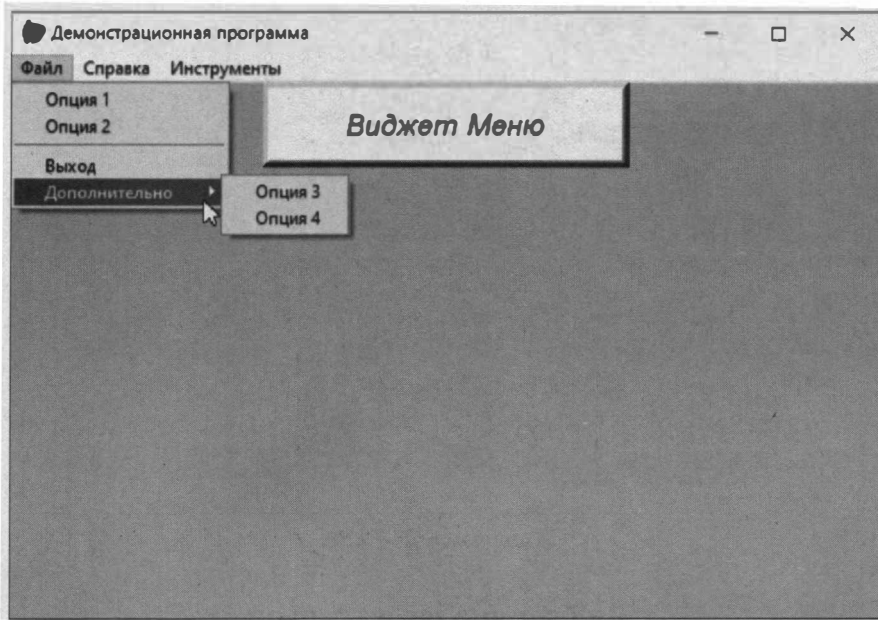 Демонстрационная программа
Файл Справка Инструменты
Опция 1
Опция 2
Виджет Меню
Выход
Дополнительно
Опция 3
Опция 4